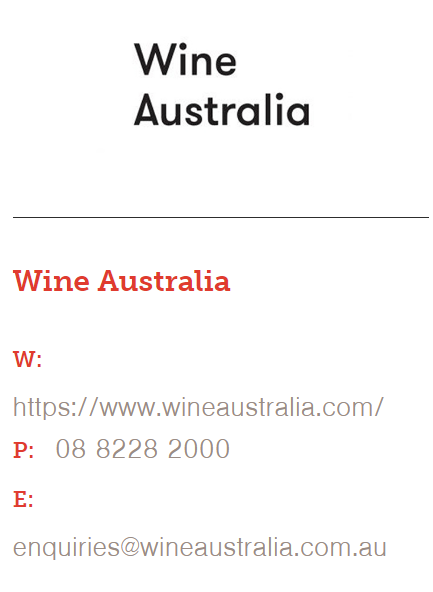 Wine
Australia
Wine Australia
W:
https://www.wineaustralia.com/
P: 08 8228 2000
E:
enquiries@wineaustralia.com.au